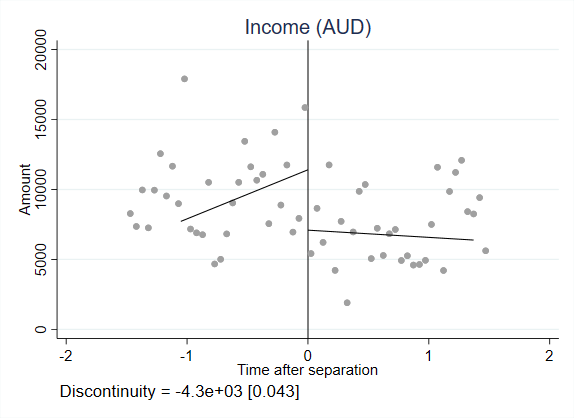 Income (AUD)
Amount
20000
15000
10000
5000
0
-2
-1
0
1
2
Time after separation
Discontinuity = -4.3e+03 [0.043]